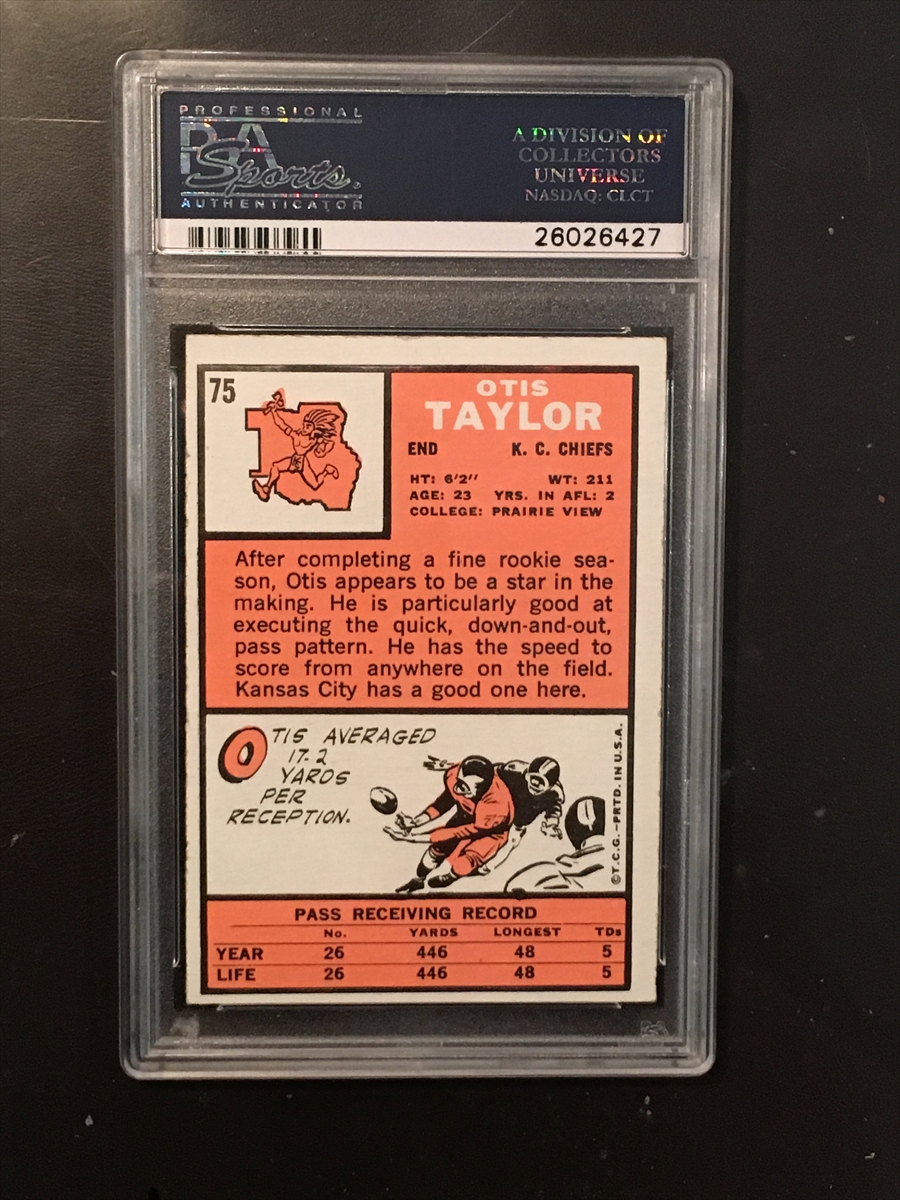 PROFESSIONAL
PSA
Sports.
AUTHENTICATOR
A DIVISION OF
COLLECTORS
UNIVERSE
NASDAQ: CLCT
26026427
75
OTIS
TAYLOR
END K. C. CHIEFS
HT: 6'2'' WT: 211
AGE: 23 YRS. IN AFL: 2
COLLEGE: PRAIRIE VIEW
After completing a fine rookie sea-
son, Otis appears to be a star in the
making. He is particularly good at
executing the quick, down-and-out,
pass pattern. He has the speed to
score from anywhere on the field.
Kansas City has a good one here.
OTIS AVERAGED
17.2
YARDS
PER
RECEPTION.
©T.C.G.–PRTD. IN U.S.A.
PASS RECEIVING RECORD
No. YARDS LONGEST TDs
YEAR 26 446 48 5
LIFE 26 446 48 5
PSA